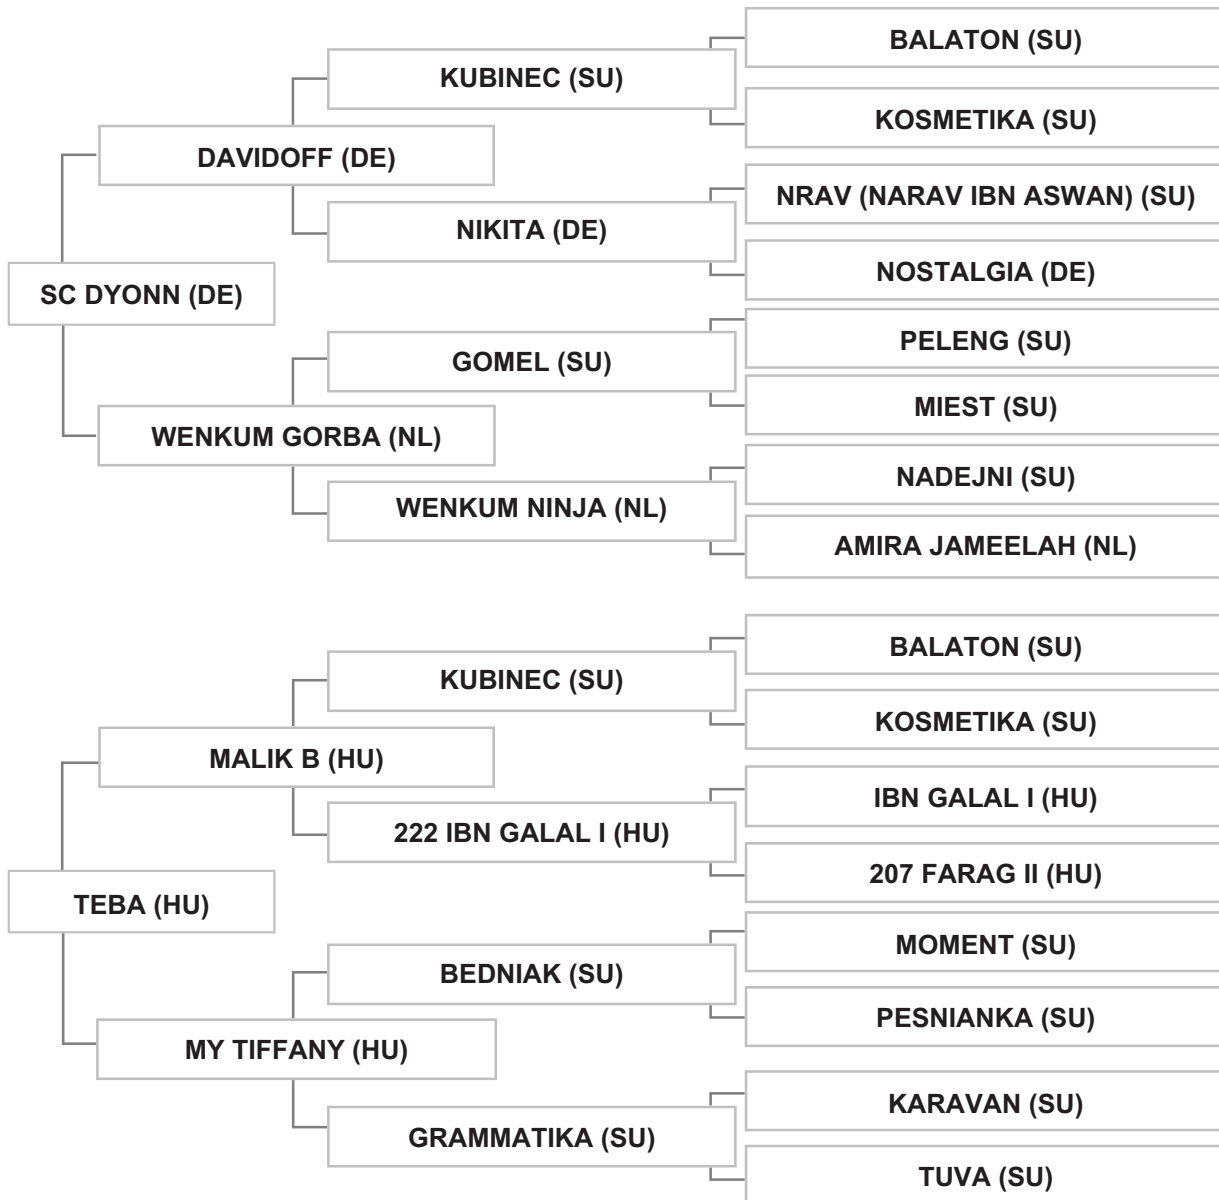 BALATON (SU)
KUBINEC (SU)
KOSMETIKA (SU)
DAVIDOFF (DE)
NRAV (NARAV IBN ASWAN) (SU)
NIKITA (DE)
NOSTALGIA (DE)
SC DYONN (DE)
PELENG (SU)
GOMEL (SU)
MIEST (SU)
WENKUM GORBA (NL)
NADEJNI (SU)
WENKUM NINJA (NL)
AMIRA JAMEELAH (NL)
BALATON (SU)
KUBINEC (SU)
KOSMETIKA (SU)
MALIK B (HU)
IBN GALAL I (HU)
222 IBN GALAL I (HU)
207 FARAG II (HU)
TEBA (HU)
MOMENT (SU)
BEDNIAK (SU)
PESNIANKA (SU)
MY TIFFANY (HU)
KARAVAN (SU)
GRAMMATIKA (SU)
TUVA (SU)